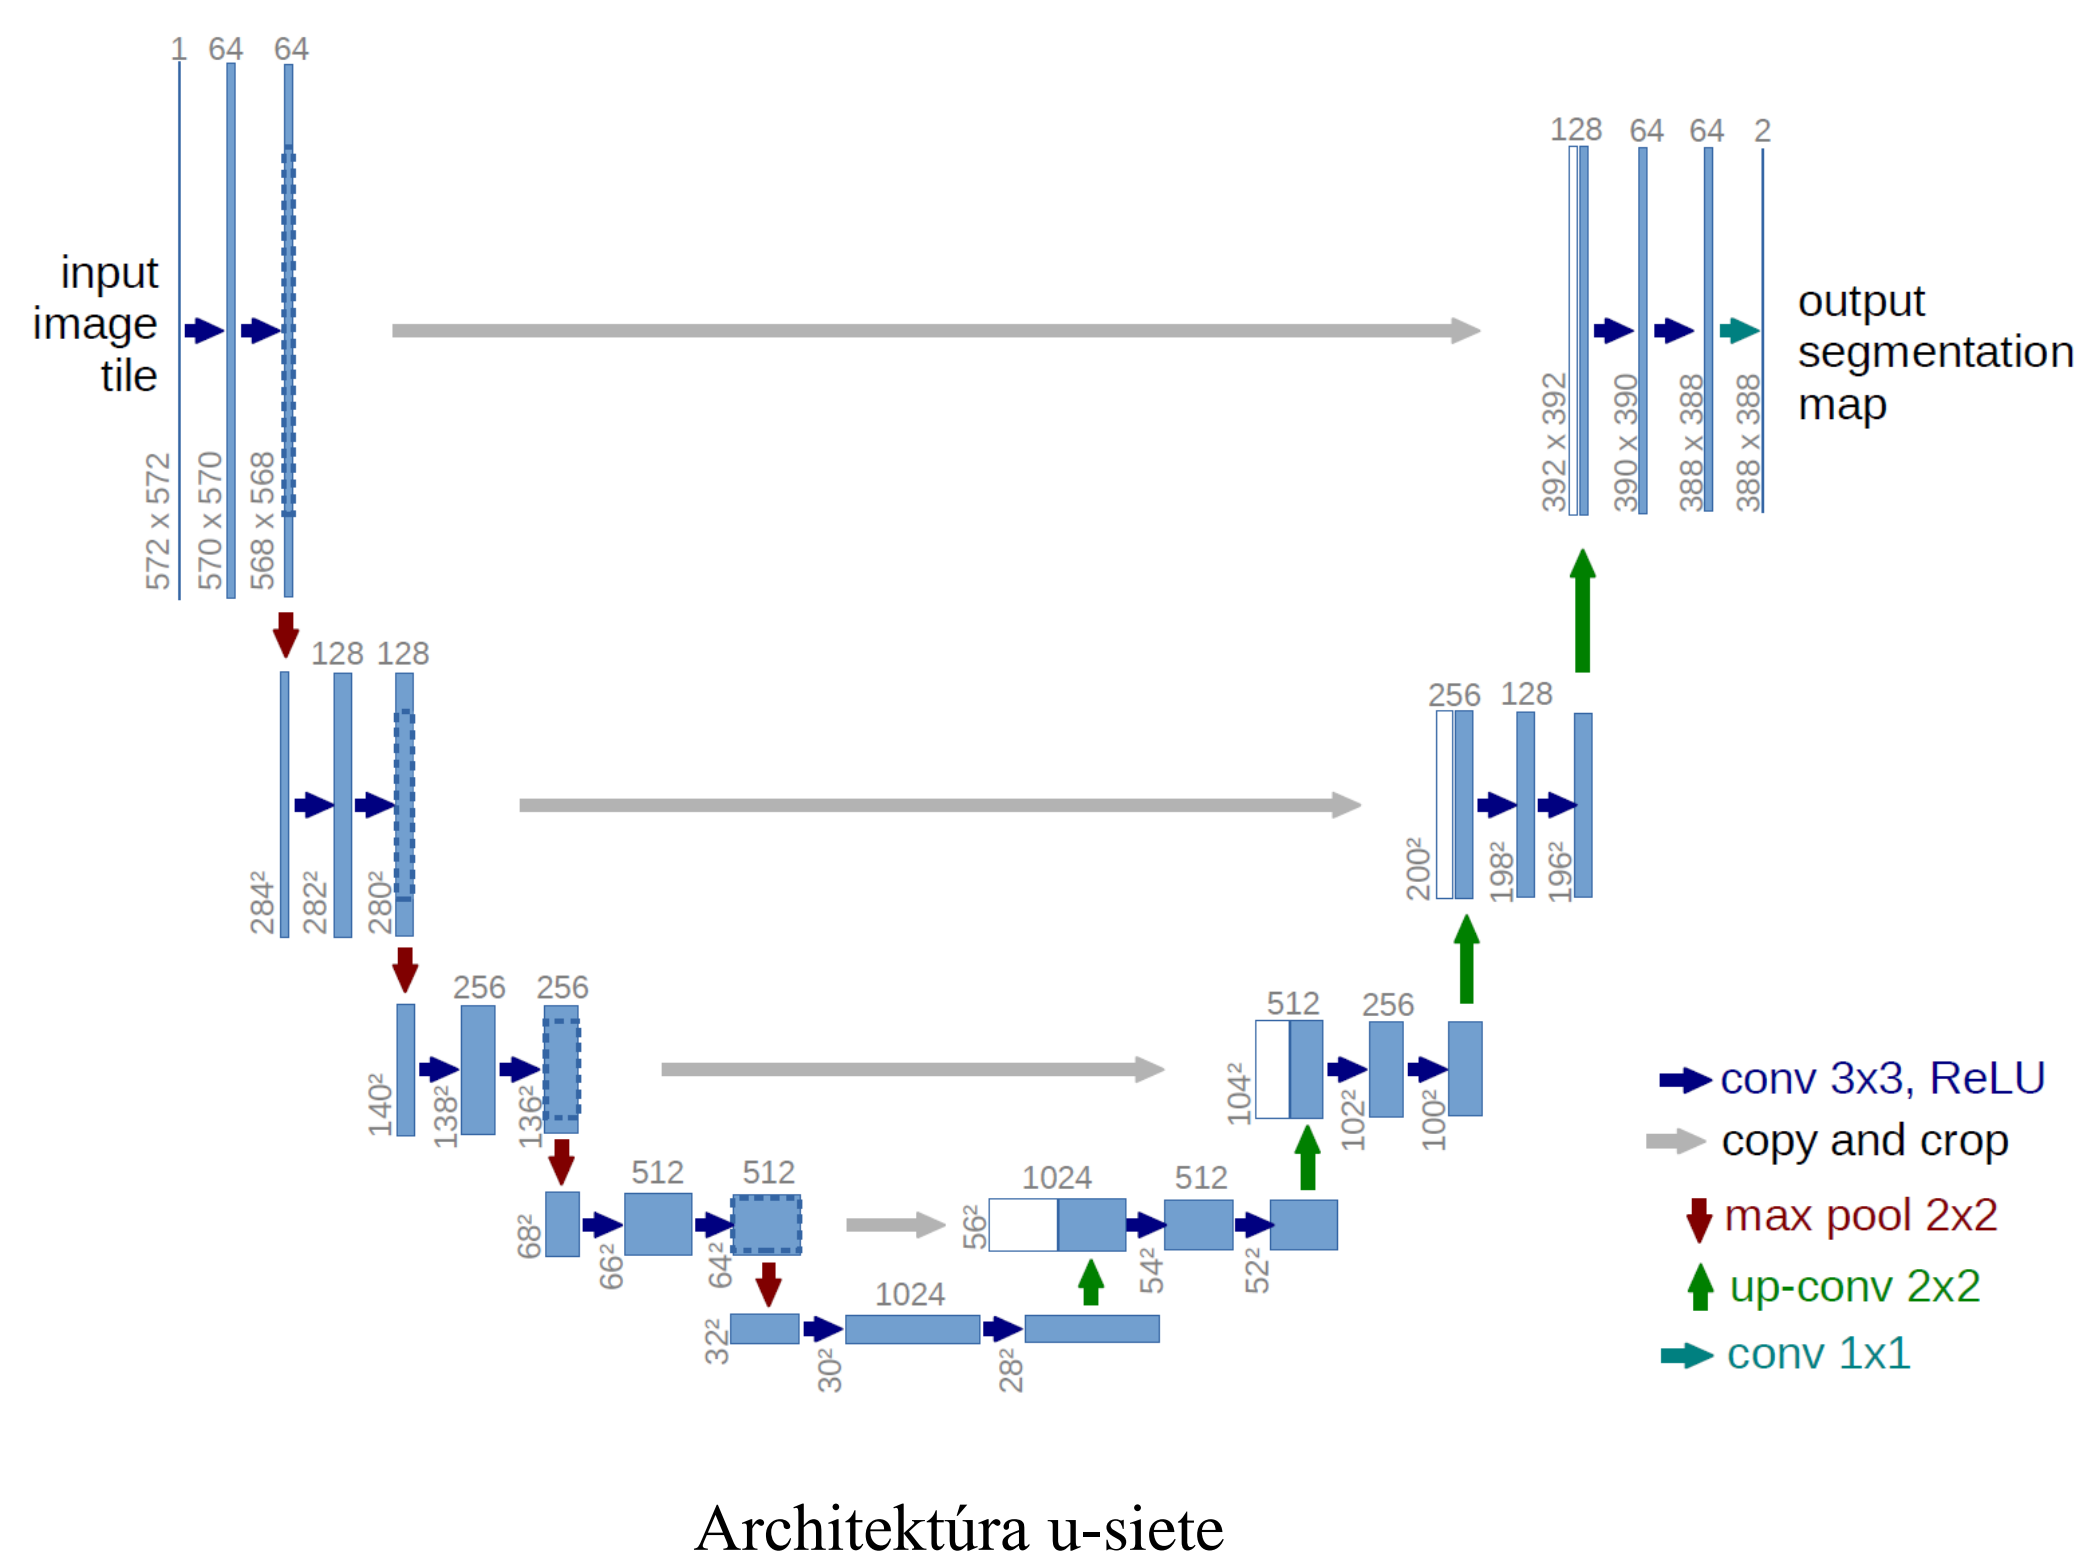 1 64 64
input
image
tile
572 x 572
570 x 570
568 x 568
128 64 64 2
output
segmentation
map
392 x 392
390 x 390
388 x 388
388 x 388
128 128
284²
282²
280²
256 128
200²
198²
196²
256 256
140²
138²
136²
512 256
104²
102²
100²
512 512
68²
66²
64²
1024 512
56²
54²
52²
1024
32²
30²
28²
conv 3x3, ReLU
copy and crop
max pool 2x2
up-conv 2x2
conv 1x1
Architektúra u-siete